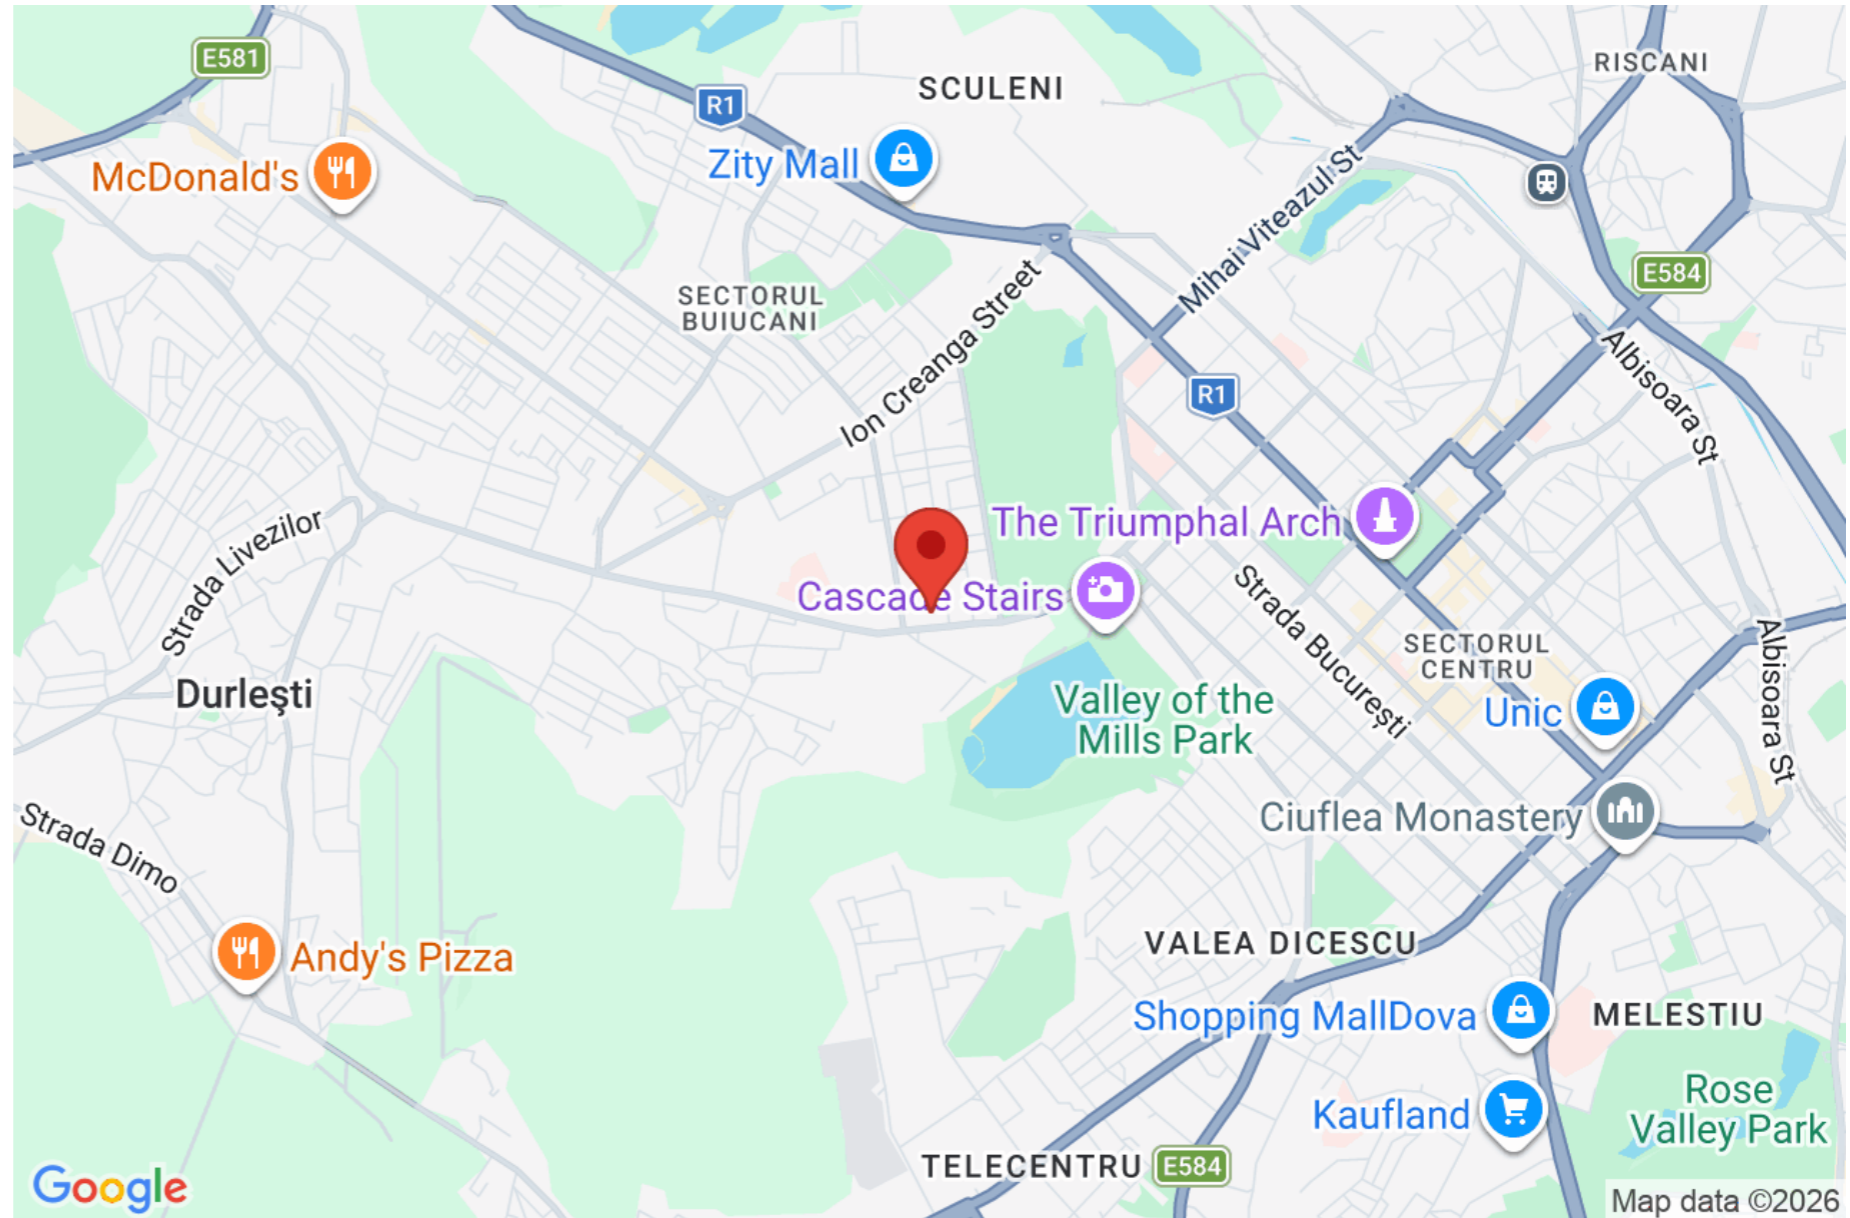 E581
R1
SCULENI
RISCANI
McDonald's
Zity Mall
Mihai Viteazul St
E584
SECTORUL
BUIUCANI
Ion Creanga Street
Albisoara St
R1
Strada Livezilor
The Triumphal Arch
Cascade Stairs
Strada București
SECTORUL
CENTRU
Albisoara St
Durleşti
Valley of the
Mills Park
Unic
Strada Dimo
Ciuflea Monastery
Andy's Pizza
VALEA DICESCU
Shopping MallDova
MELESTIU
Kaufland
Rose
Valley Park
TELECENTRU
E584
Google
Map data ©2026